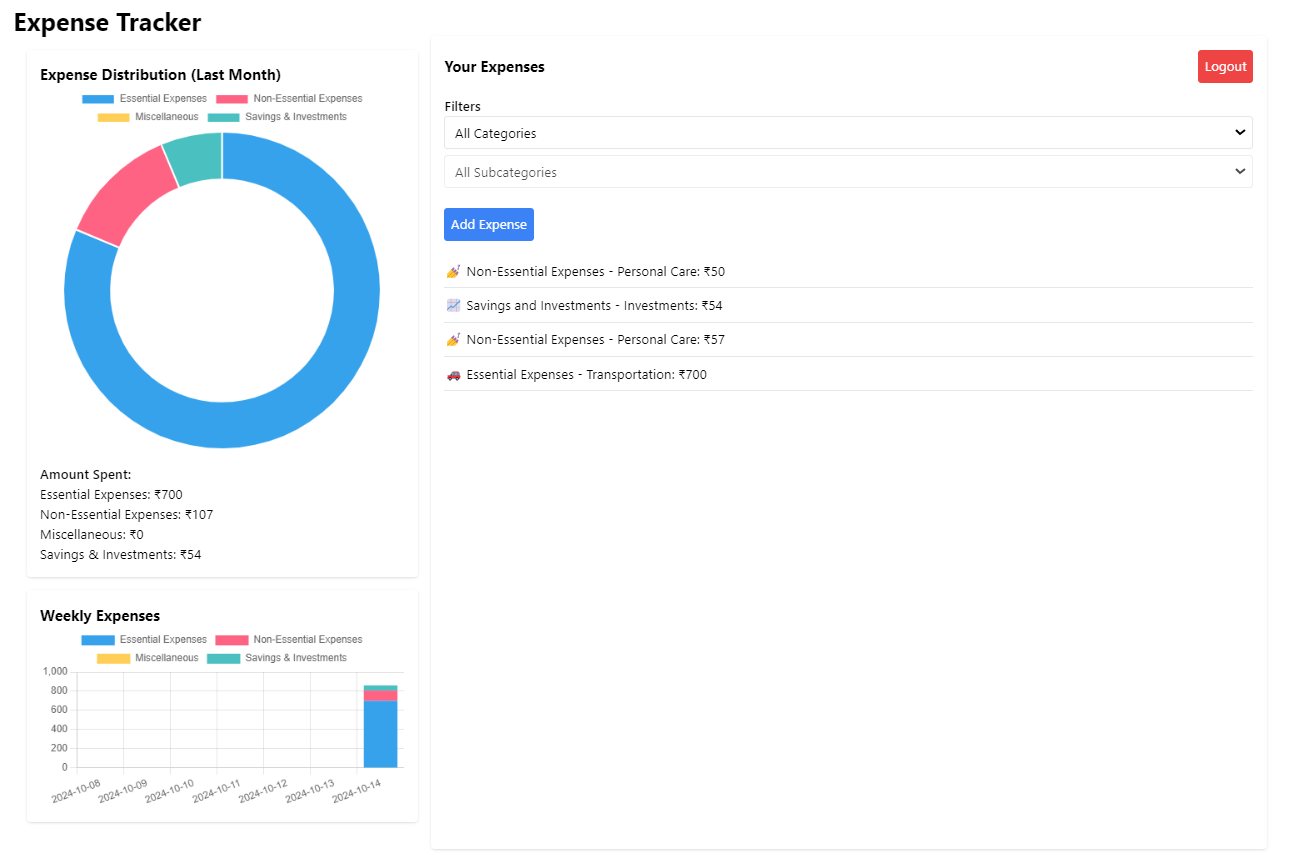 Expense Tracker
Expense Distribution (Last Month)
Essential Expenses Non-Essential Expenses
Miscellaneous Savings & Investments
Amount Spent:
Essential Expenses: ₹700
Non-Essential Expenses: ₹107
Miscellaneous: ₹0
Savings & Investments: ₹54
Weekly Expenses
Essential Expenses Non-Essential Expenses
Miscellaneous Savings & Investments
1,000
800
600
400
200
0
2024-10-08 2024-10-09 2024-10-10 2024-10-11 2024-10-12 2024-10-13 2024-10-14
Your Expenses
Logout
Filters
All Categories
All Subcategories
Add Expense
💅 Non-Essential Expenses - Personal Care: ₹50
📈 Savings and Investments - Investments: ₹54
💅 Non-Essential Expenses - Personal Care: ₹57
🚗 Essential Expenses - Transportation: ₹700